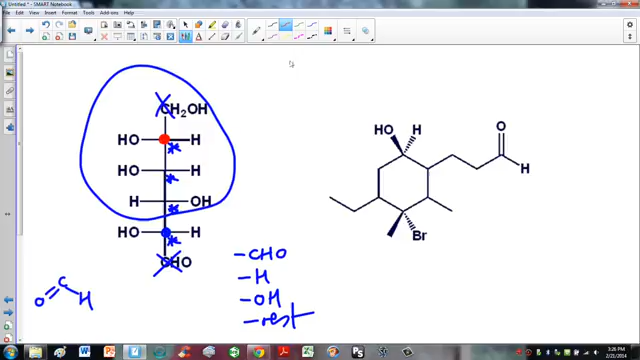 Untitled * - SMART Notebook
File Edit View Insert Format Tools Add-ons Draw Help
CH2OH
HO H
HO H
H OH
HO H
CHO
-CHO
-H
-OH
-rest
C
O H
HO H
O
H
Br
3:26 PM
2/21/2014